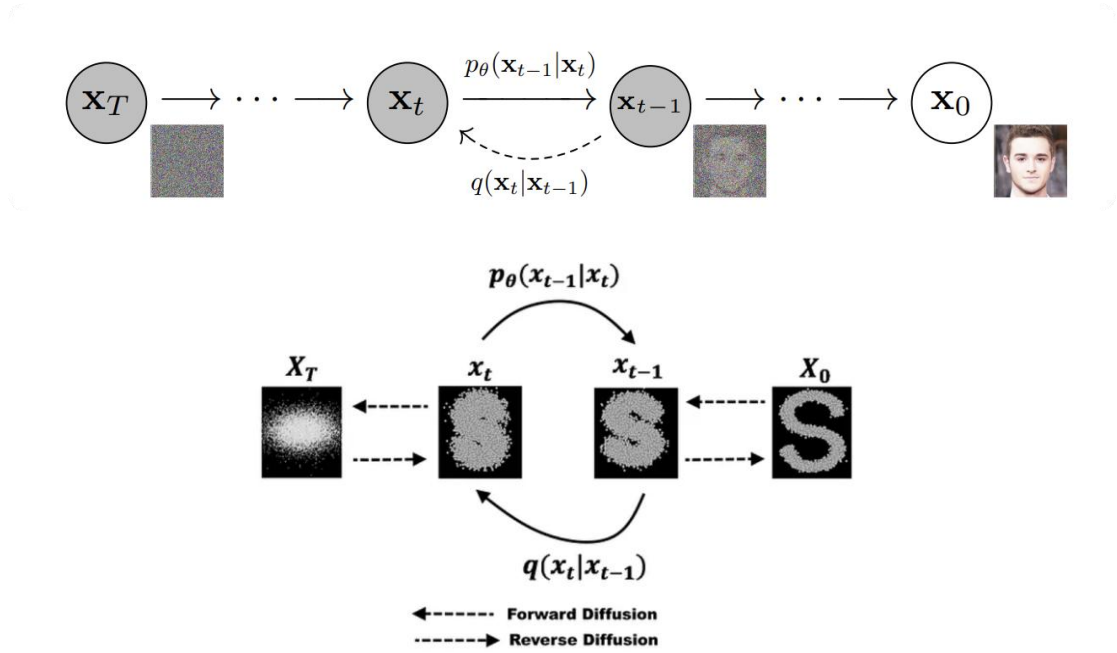 p_θ(x_{t−1}|x_t)
x_T ⟶ ⋯ ⟶ x_t x_{t−1} ⟶ ⋯ ⟶ x_0
q(x_t|x_{t−1})
p_θ(x_{t−1}|x_t)
X_T x_t x_{t−1} X_0
S
q(x_t|x_{t−1})
Forward Diffusion
Reverse Diffusion